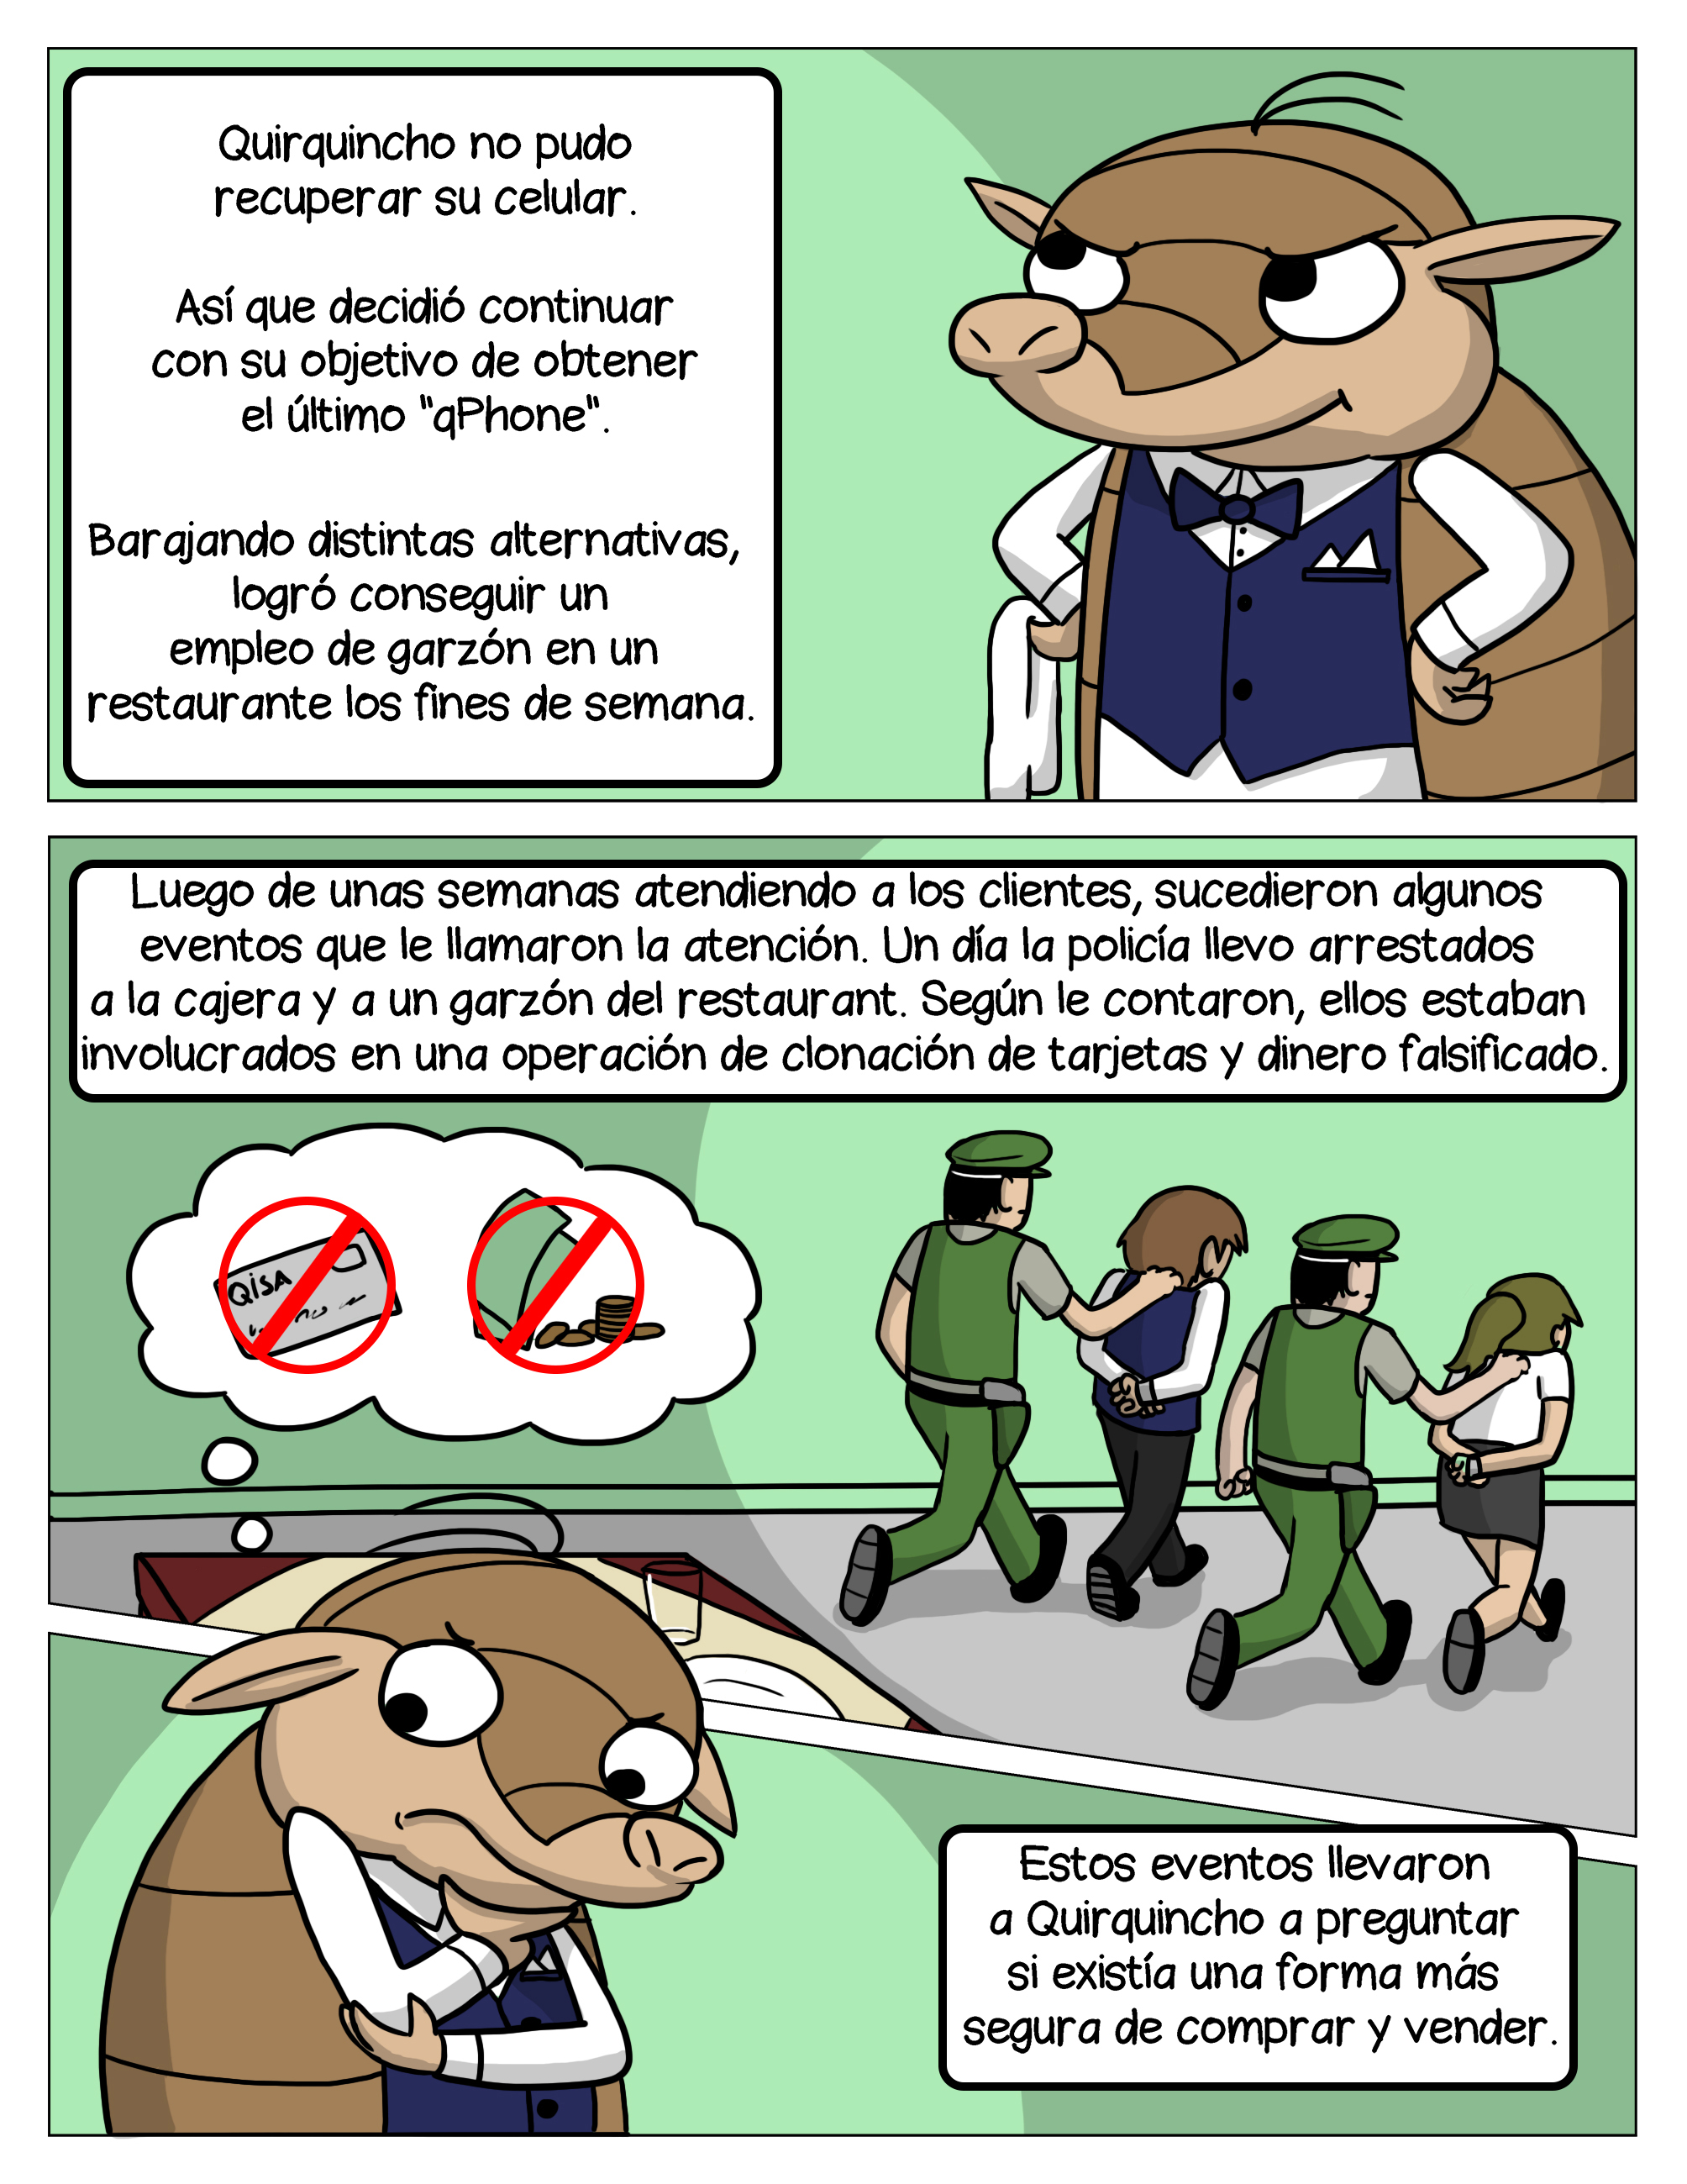 Quirquincho no pudo
recuperar su celular.
Así que decidió continuar
con su objetivo de obtener
el último "qPhone".
Barajando distintas alternativas,
logró conseguir un
empleo de garzón en un
restaurante los fines de semana.
Luego de unas semanas atendiendo a los clientes, sucedieron algunos
eventos que le llamaron la atención. Un día la policía llevo arrestados
a la cajera y a un garzón del restaurant. Según le contaron, ellos estaban
involucrados en una operación de clonación de tarjetas y dinero falsificado.
QiSA
Estos eventos llevaron
a Quirquincho a preguntar
si existía una forma más
segura de comprar y vender.